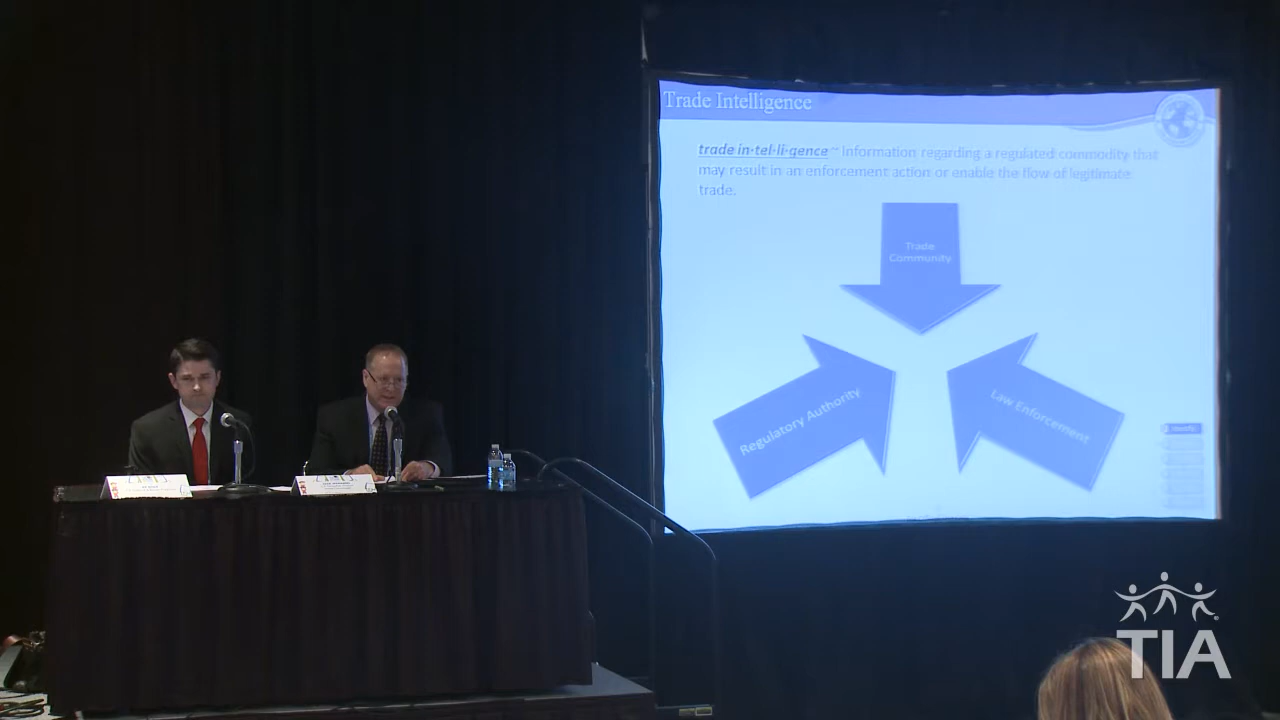 Trade Intelligence
trade in·tel·li·gence ~ Information regarding a regulated commodity that
may result in an enforcement action or enable the flow of legitimate
trade.
Trade
Community
Regulatory Authority
Law Enforcement
TIA